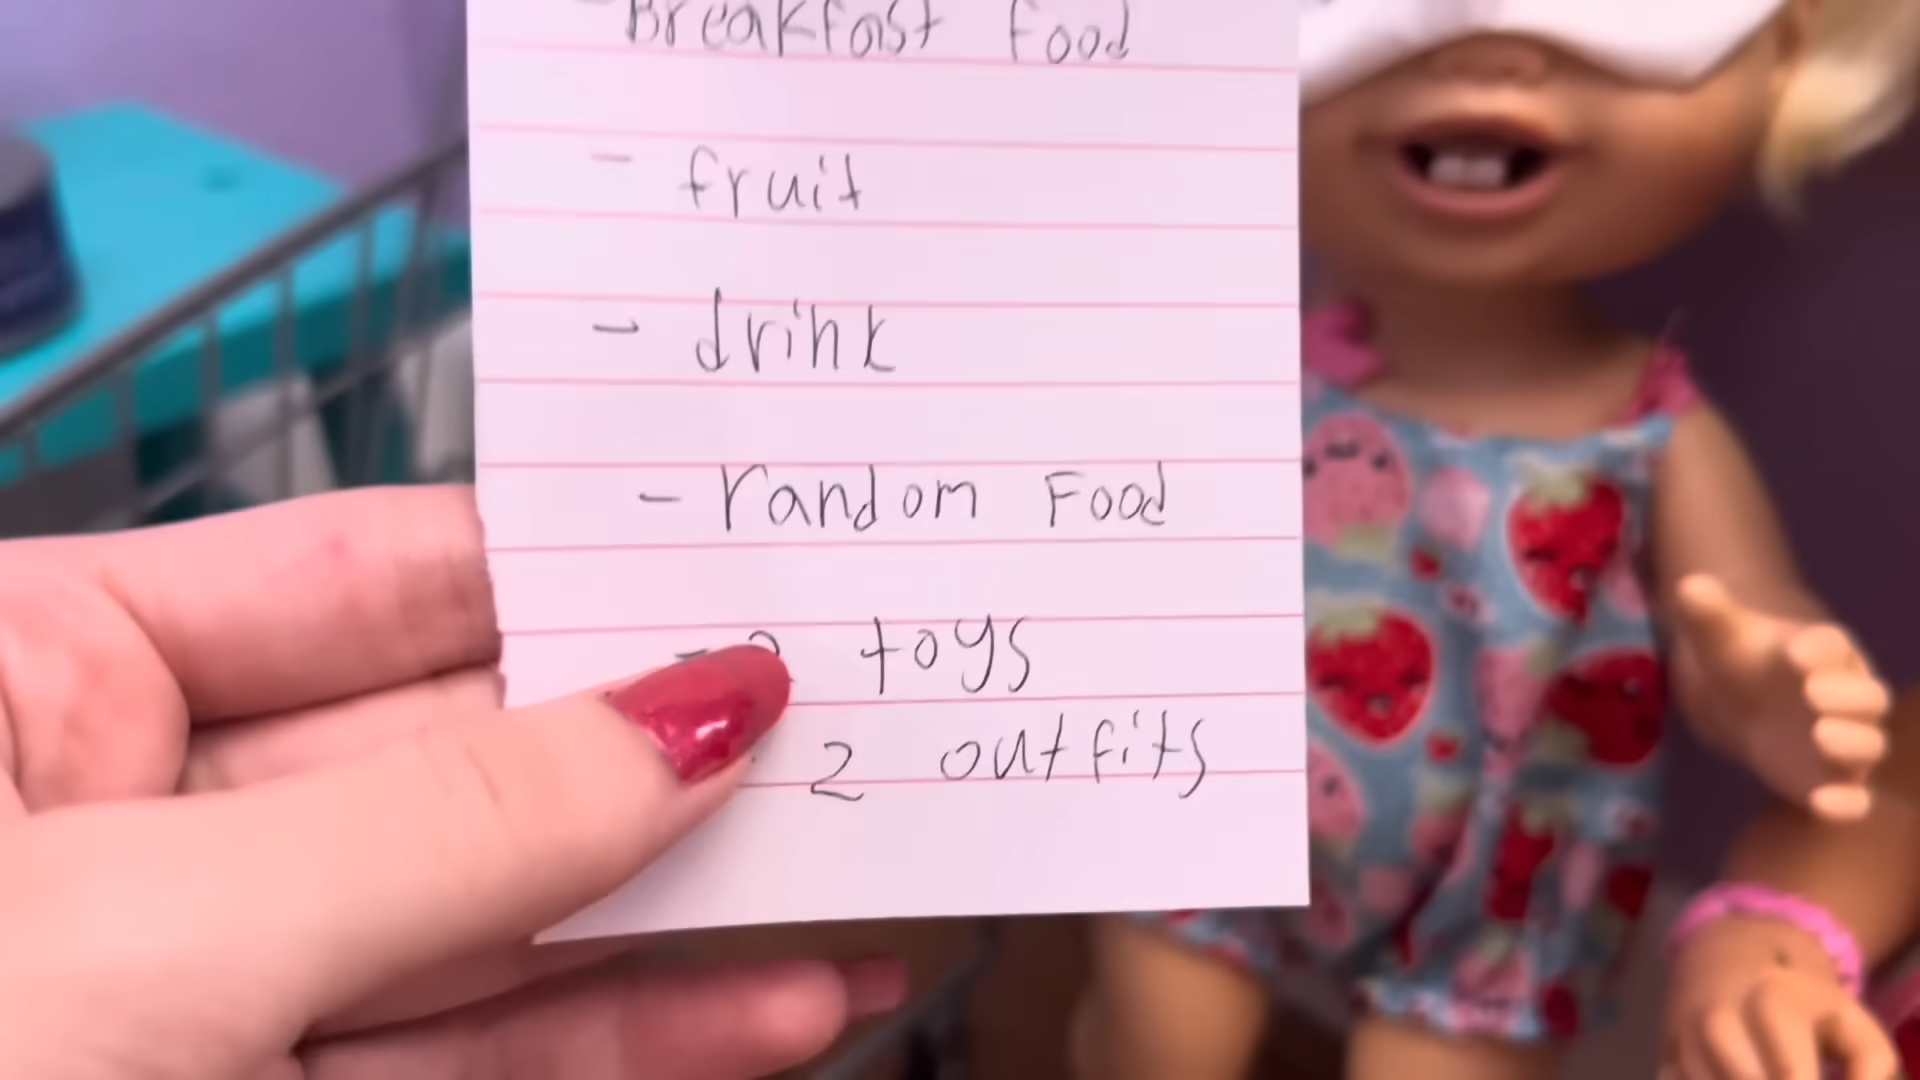 - Breakfast Food
- fruit
- drink
- random Food
- toys
2 outfits